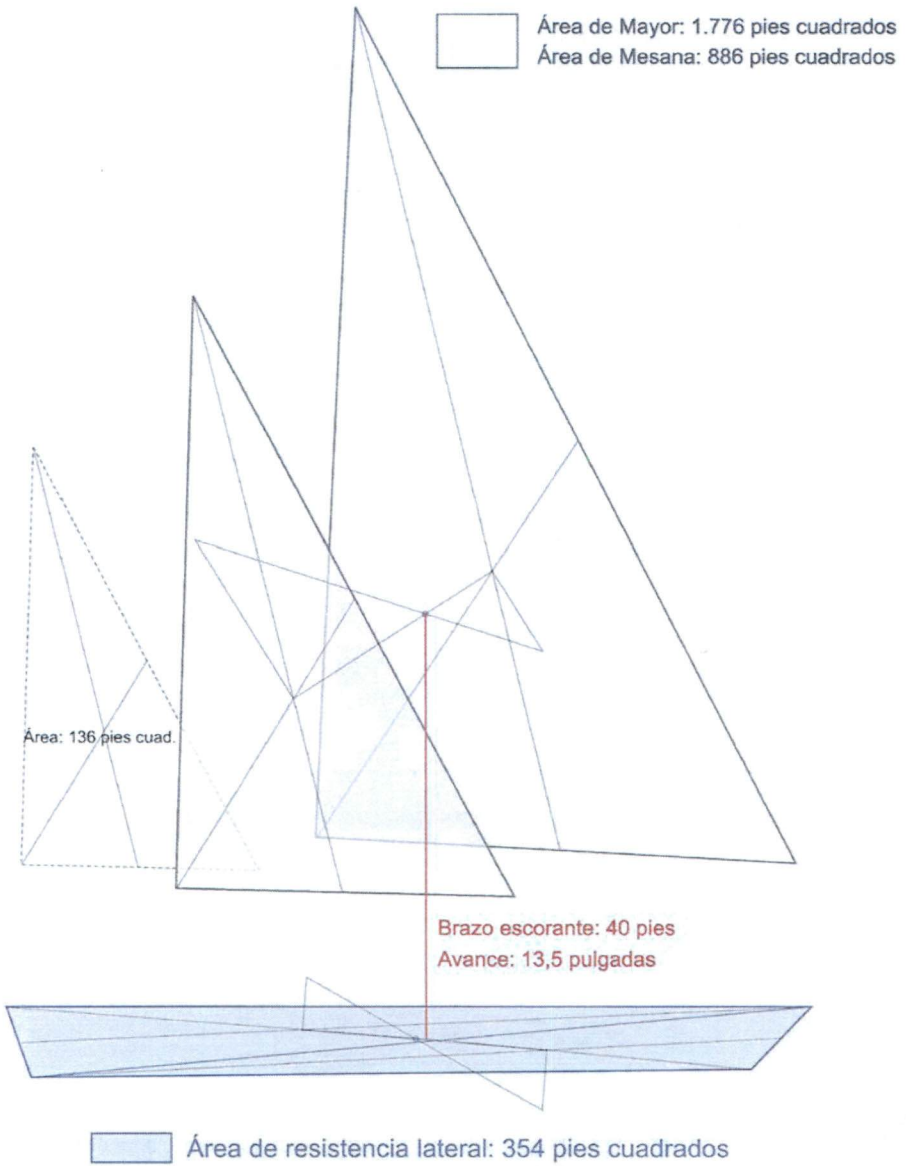 Área de Mayor: 1.776 pies cuadrados
Área de Mesana: 886 pies cuadrados
Área: 136 pies cuad.
Brazo escorante: 40 pies
Avance: 13,5 pulgadas
Área de resistencia lateral: 354 pies cuadrados